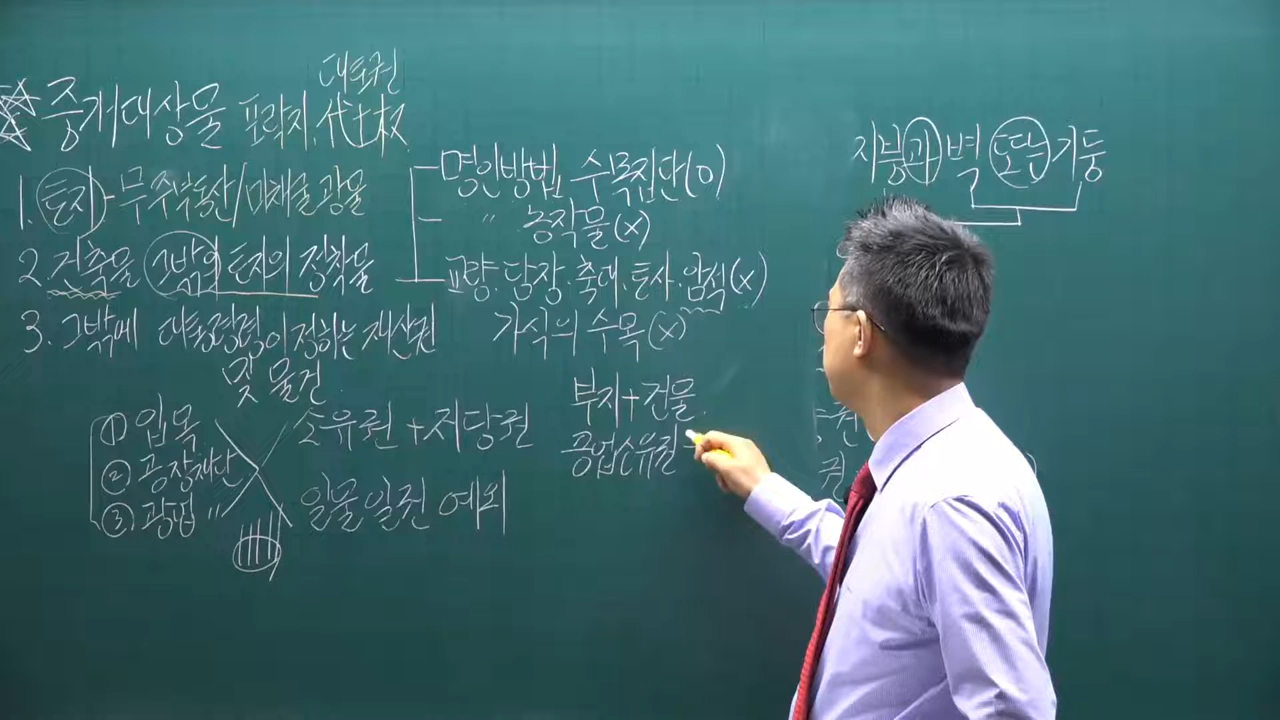 대토권
☆중개대상물 포락지. 代土权
1. 토지 - 무주부동산/미채굴광물
2. 건축물 그밖의 토지의 정착물
3. 그밖에 대통령령이 정하는 재산권
및 물건
① 입목
② 공장재단
③ 광업 〃
소유권+저당권
일물일권 예외
명인방법, 수목집단(O)
〃 농작물(X)
교량.담장.축대.토사.암석(X)
가식의 수목(X)
부지+건물
공업소유권
지붕과 벽 또는 기둥
권
권